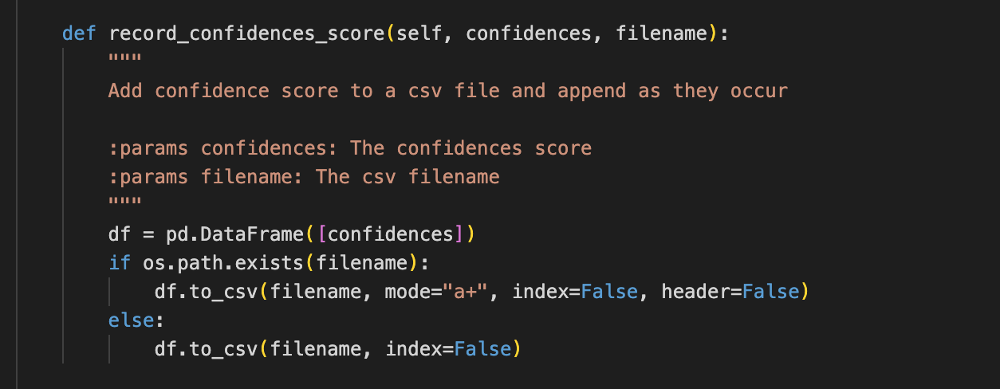 def record_confidences_score(self, confidences, filename):
"""
Add confidence score to a csv file and append as they occur
:params confidences: The confidences score
:params filename: The csv filename
"""
df = pd.DataFrame([confidences])
if os.path.exists(filename):
df.to_csv(filename, mode="a+", index=False, header=False)
else:
df.to_csv(filename, index=False)